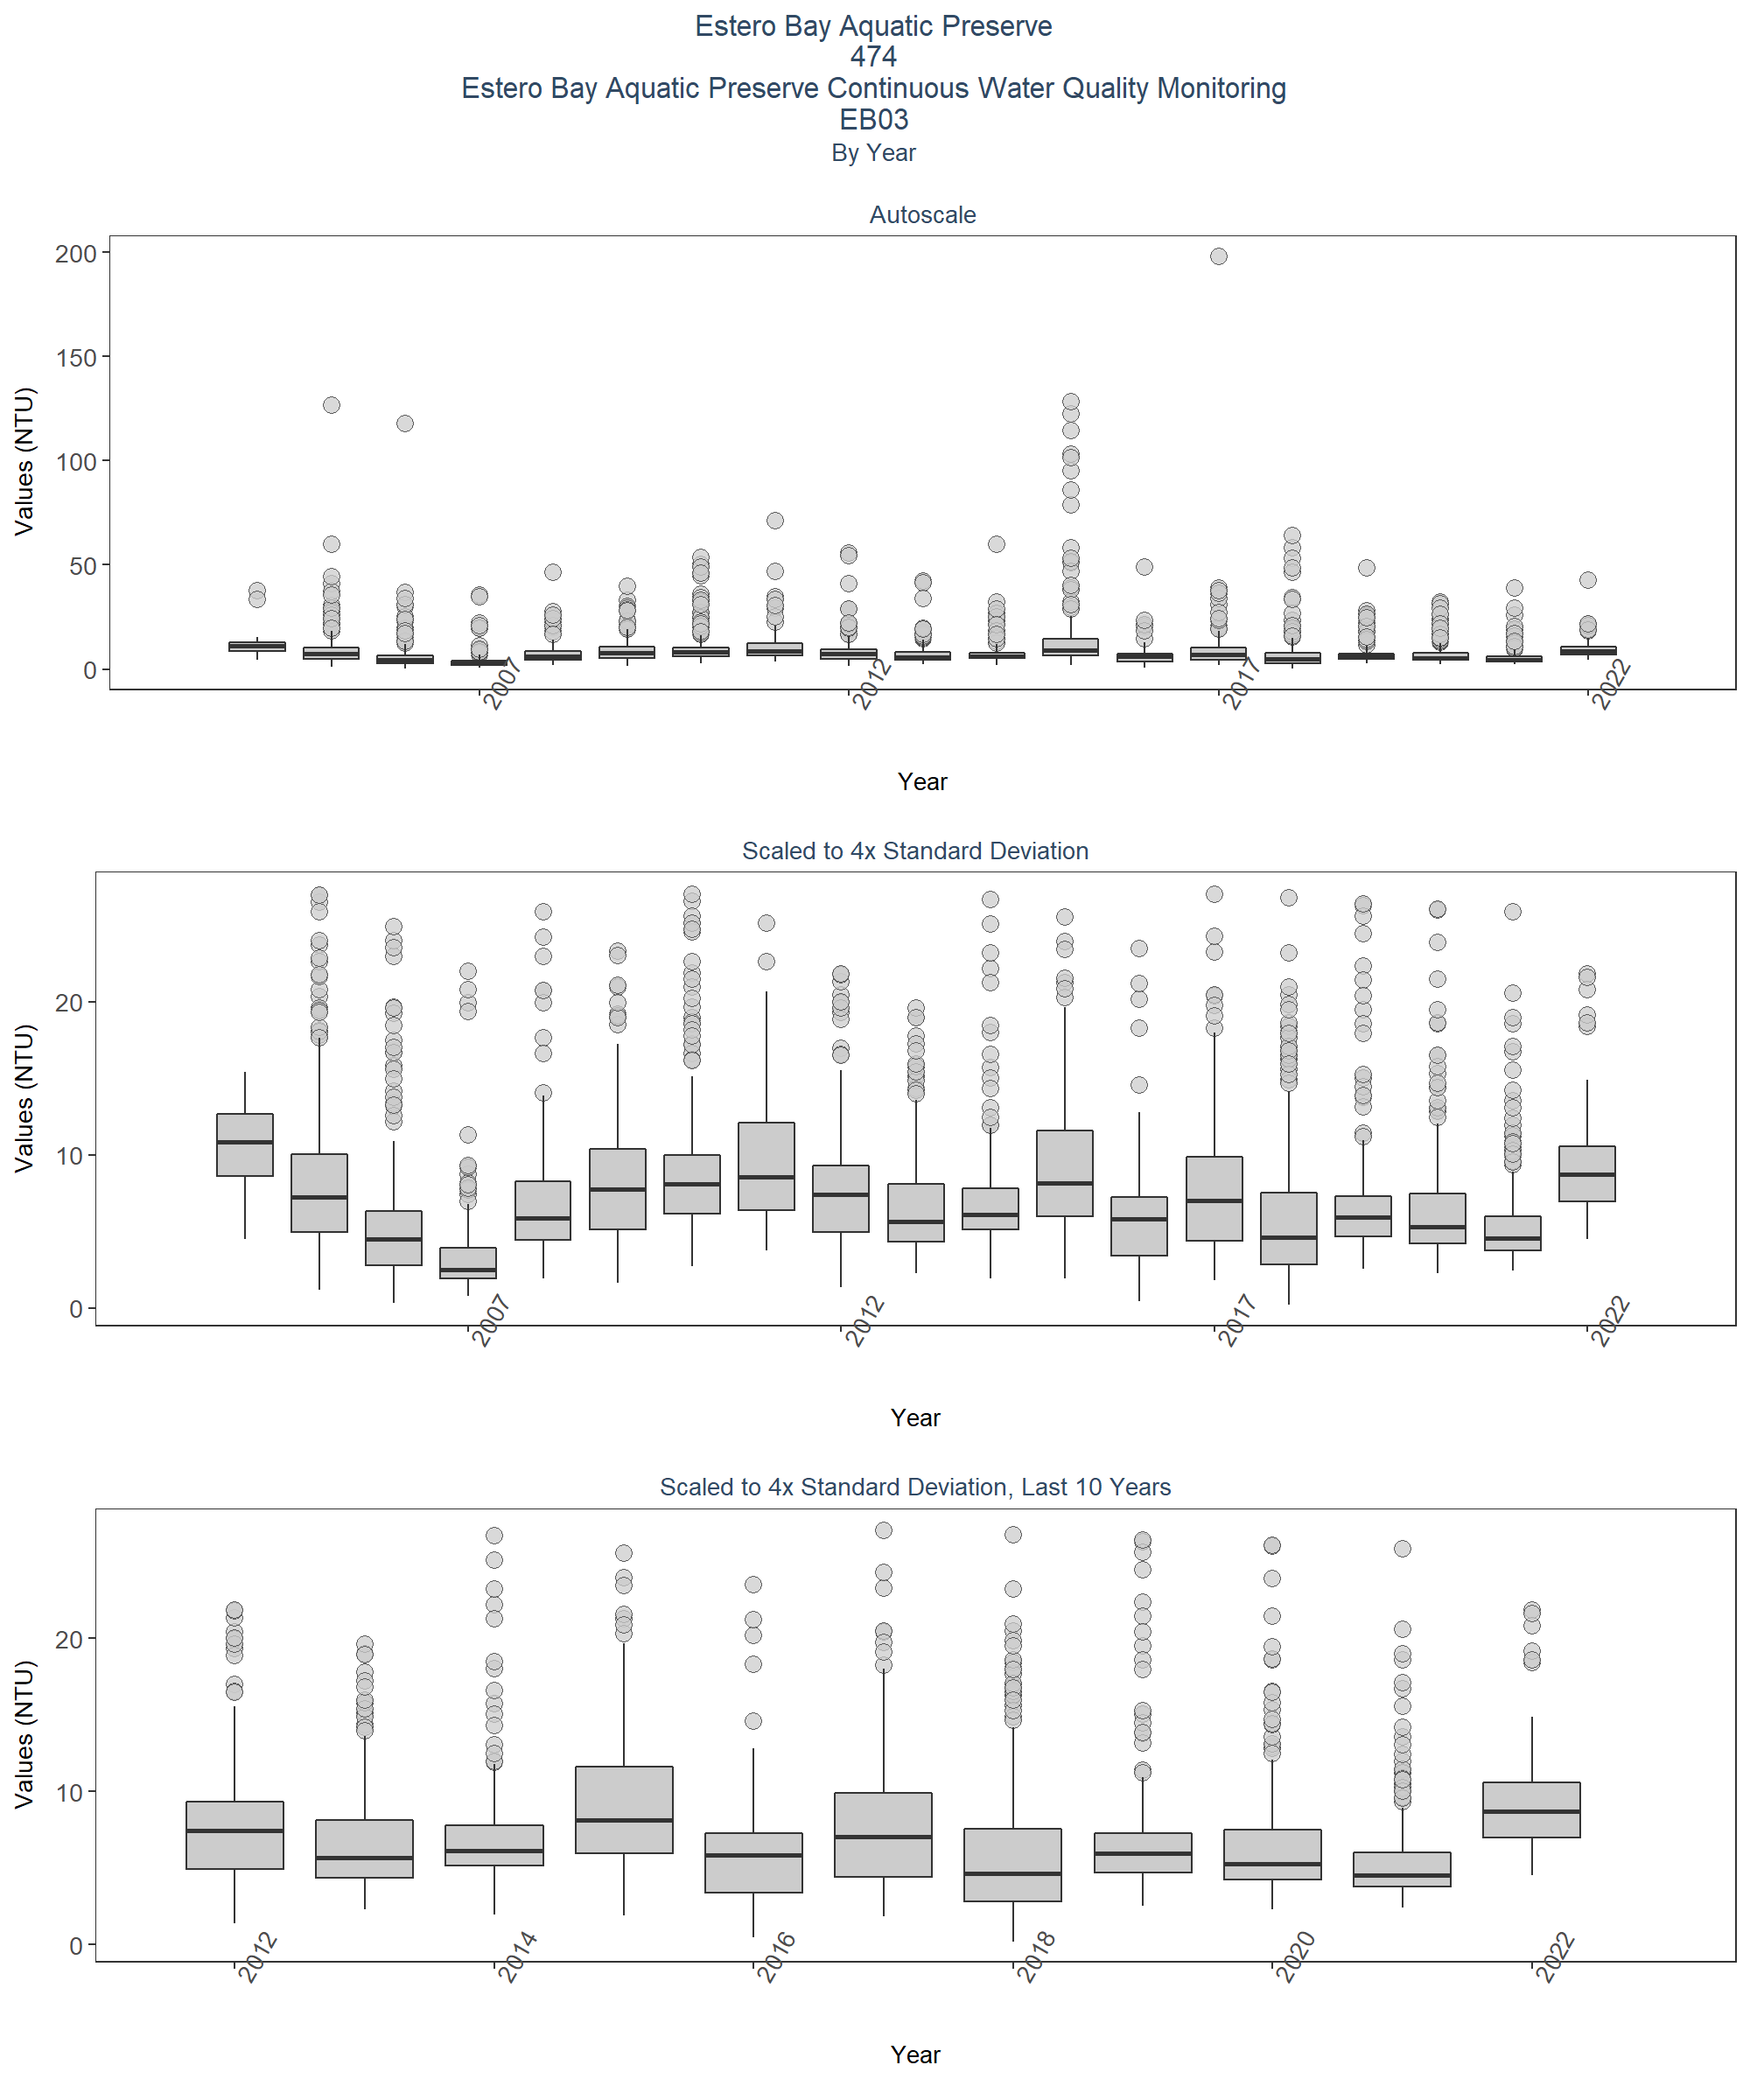 Estero Bay Aquatic Preserve
474
Estero Bay Aquatic Preserve Continuous Water Quality Monitoring
EB03
By Year
Autoscale
Values (NTU)
200
150
100
50
0
2007
2012
2017
2022
Year
Scaled to 4x Standard Deviation
Values (NTU)
20
10
0
2007
2012
2017
2022
Year
Scaled to 4x Standard Deviation, Last 10 Years
Values (NTU)
20
10
0
2012
2014
2016
2018
2020
2022
Year